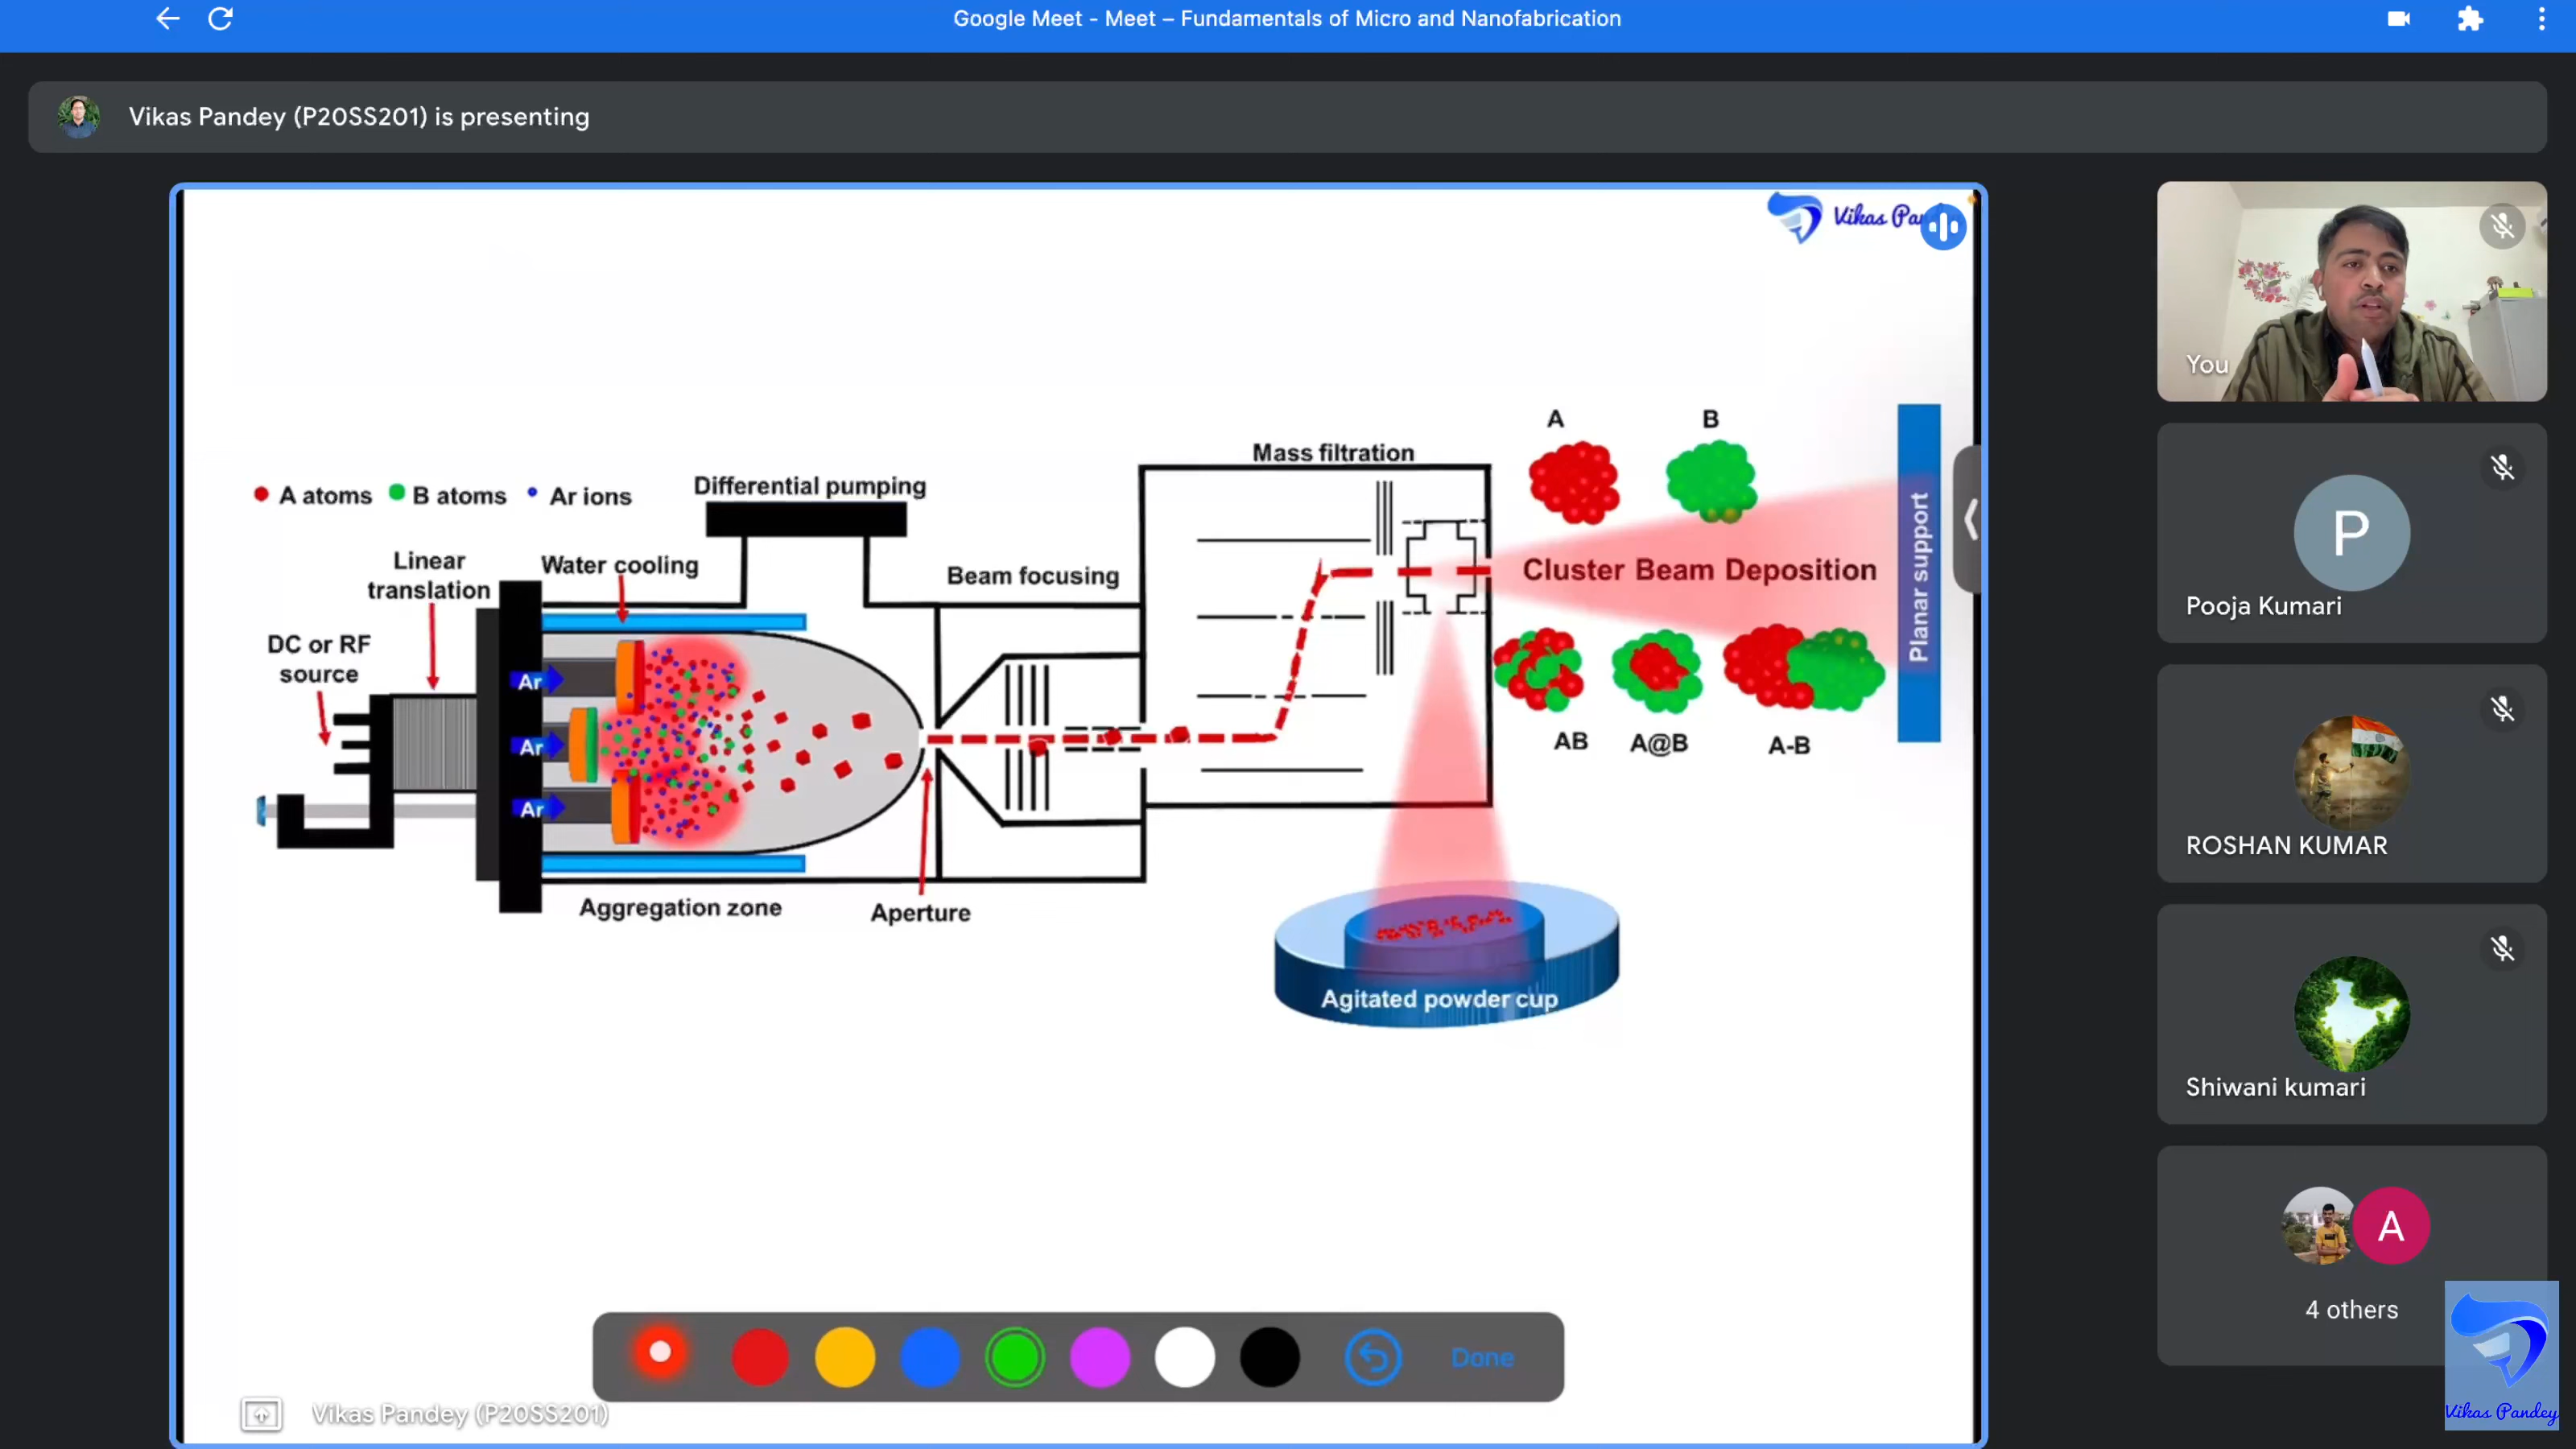 Google Meet - Meet – Fundamentals of Micro and Nanofabrication
Vikas Pandey (P20SS201) is presenting
Vikas Pan
You
A
B
Mass filtration
A atoms B atoms Ar ions
Differential pumping
Linear
translation
Water cooling
Beam focusing
Cluster Beam Deposition
Planar support
DC or RF
source
Ar
Ar
Ar
AB
A@B
A-B
Aggregation zone
Aperture
Agitated powder cup
P
Pooja Kumari
ROSHAN KUMAR
Shiwani kumari
A
4 others
Done
Vikas Pandey (P20SS201)
Vikas Pandey